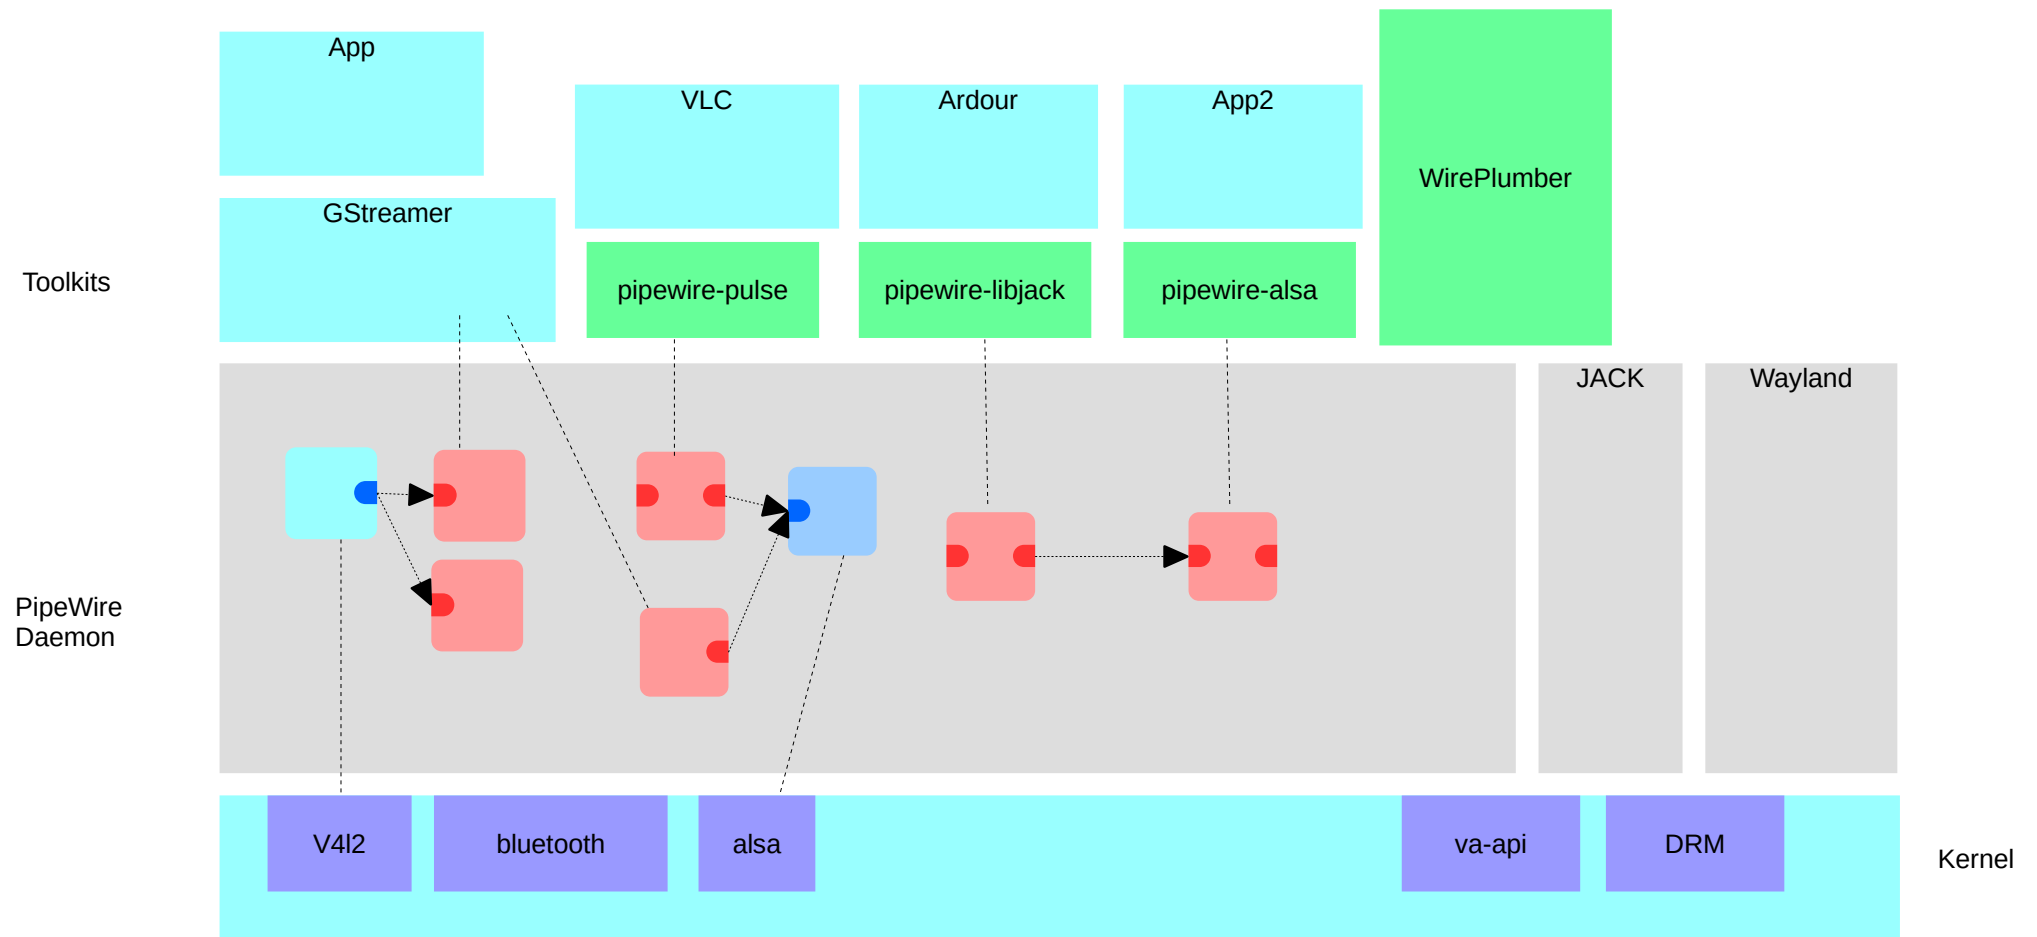 App
VLC
Ardour
App2
WirePlumber
GStreamer
Toolkits
pipewire-pulse
pipewire-libjack
pipewire-alsa
JACK
Wayland
PipeWire
Daemon
V4l2
bluetooth
alsa
va-api
DRM
Kernel